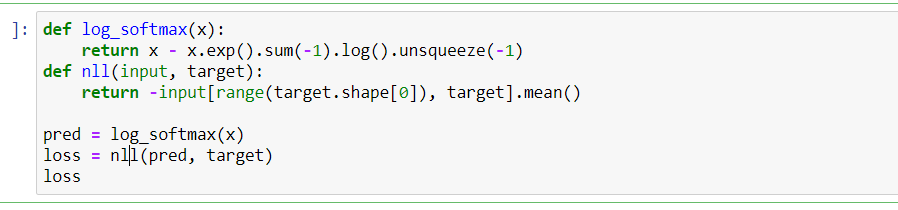 ]: def log_softmax(x):
    return x - x.exp().sum(-1).log().unsqueeze(-1)
def nll(input, target):
    return -input[range(target.shape[0]), target].mean()

pred = log_softmax(x)
loss = nll(pred, target)
loss